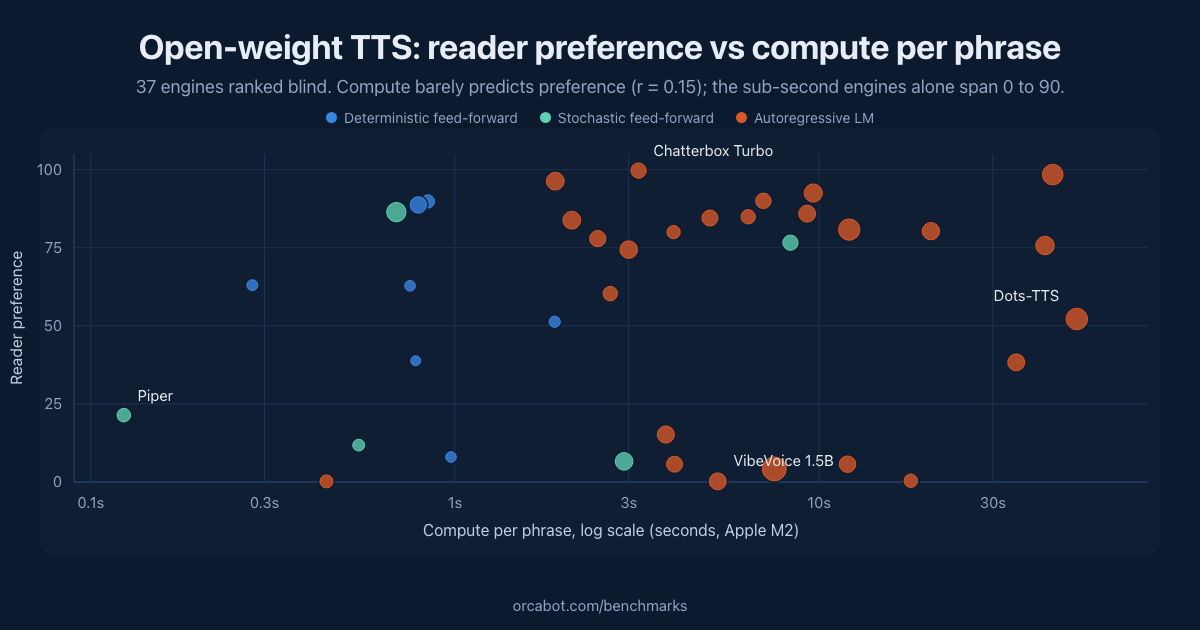 Open-weight TTS: reader preference vs compute per phrase
37 engines ranked blind. Compute barely predicts preference (r = 0.15); the sub-second engines alone span 0 to 90.
Deterministic feed-forward
Stochastic feed-forward
Autoregressive LM
Reader preference
100
75
50
25
0
Chatterbox Turbo
Dots-TTS
Piper
VibeVoice 1.5B
0.1s
0.3s
1s
3s
10s
30s
Compute per phrase, log scale (seconds, Apple M2)
orcabot.com/benchmarks